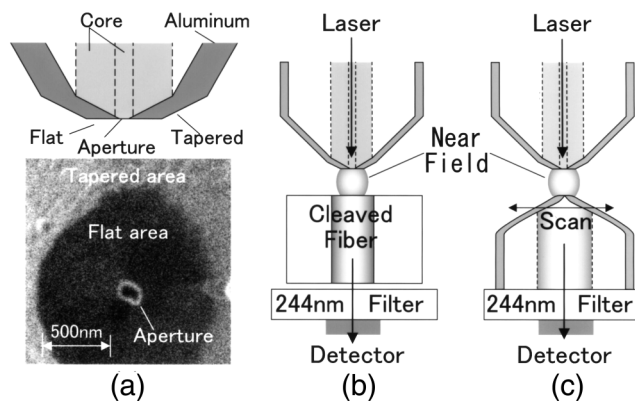 Core
Aluminum
Flat
Aperture
Tapered
Tapered area
Flat area
500nm
Aperture
(a)
Laser
Near
Field
Cleaved
Fiber
244nm Filter
Detector
(b)
Laser
Scan
244nm Filter
Detector
(c)